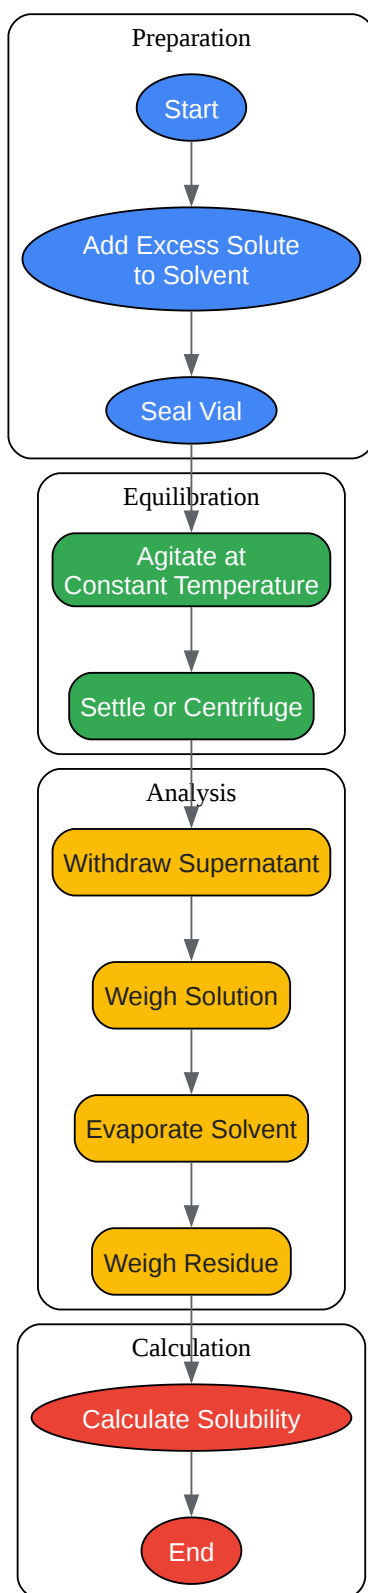 Preparation
Start
Add Excess Solute
to Solvent
Seal Vial
Equilibration
Agitate at
Constant Temperature
Settle or Centrifuge
Analysis
Withdraw Supernatant
Weigh Solution
Evaporate Solvent
Weigh Residue
Calculation
Calculate Solubility
End